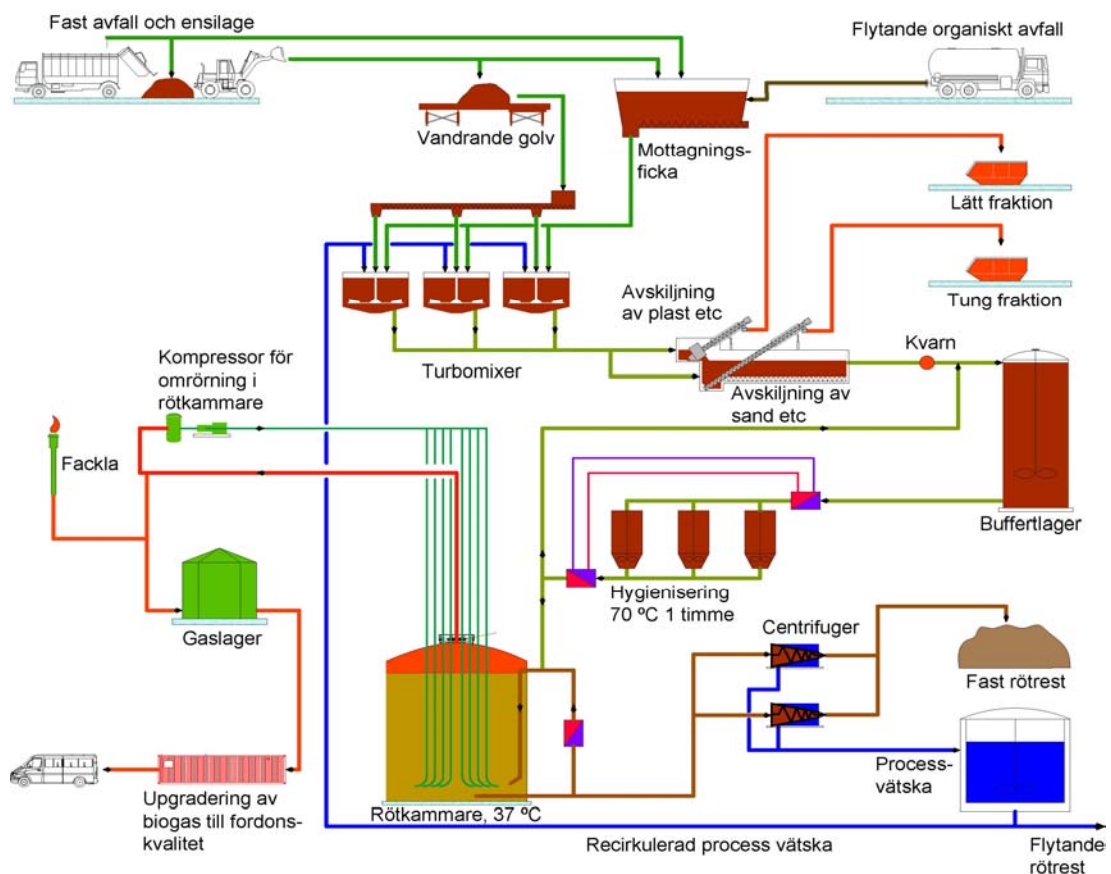 Fast avfall och ensilage
Flytande organiskt avfall
Vandrande golv
Mottagnings-
ficka
Lätt fraktion
Tung fraktion
Avskiljning
av plast etc
Kvarn
Turbomixer
Avskiljning av
sand etc
Kompressor för
omrörning i
rötkammare
Fackla
Buffertlager
Hygienisering
70 ºC 1 timme
Gaslager
Centrifuger
Fast rötrest
Process-
vätska
Upgradering av
biogas till fordons-
kvalitet
Rötkammare, 37 ºC
Recirkulerad process vätska
Flytande
rötrest